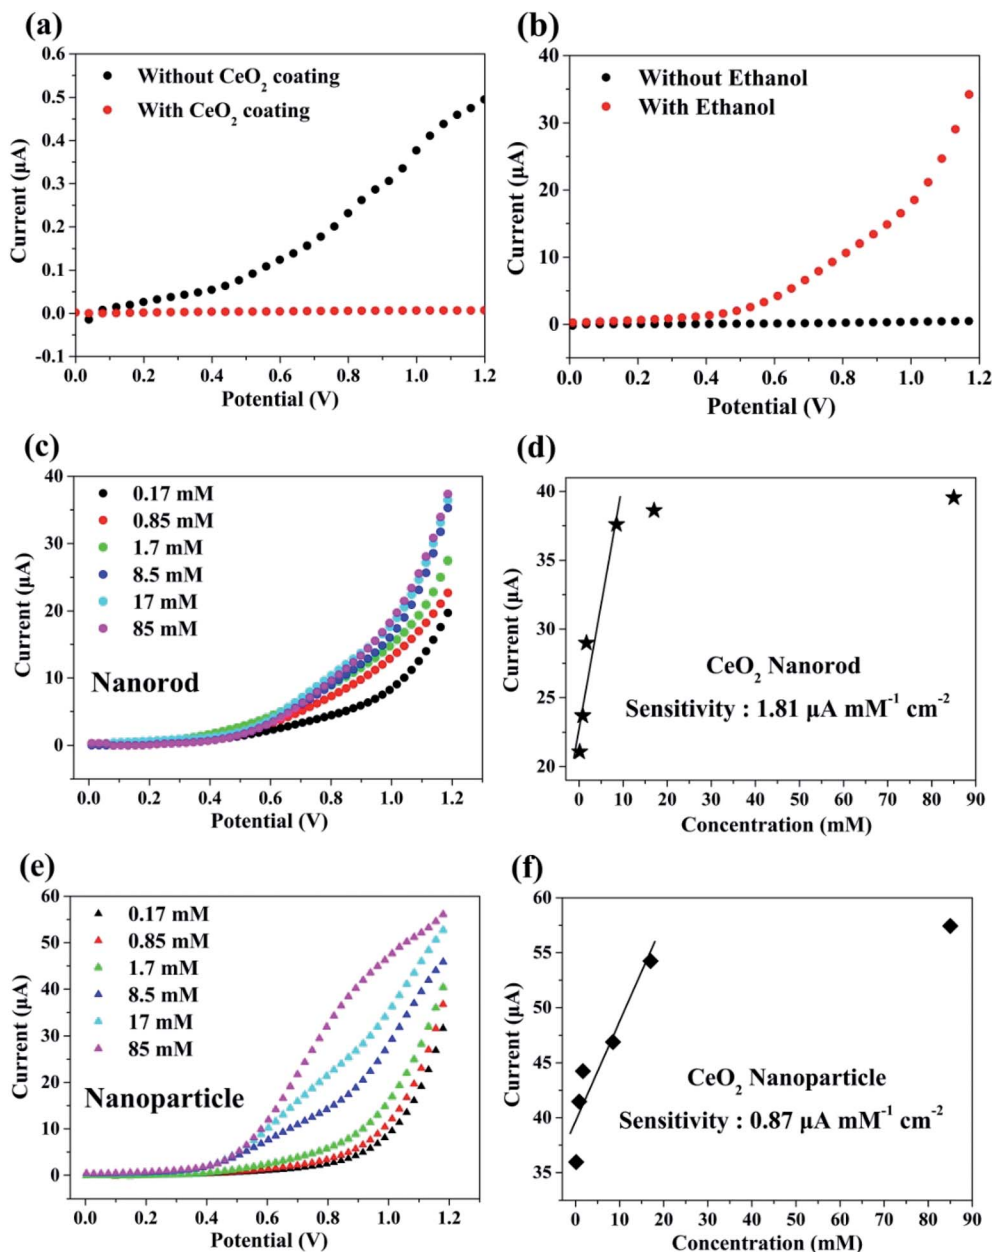 (a)
0.6
0.5
0.4
0.3
0.2
0.1
0.0
-0.1
Current (μA)
Without CeO₂ coating
With CeO₂ coating
0.0 0.2 0.4 0.6 0.8 1.0 1.2
Potential (V)
(b)
40
30
20
10
0
Current (μA)
Without Ethanol
With Ethanol
0.0 0.2 0.4 0.6 0.8 1.0 1.2
Potential (V)
(c)
40
30
20
10
0
Current (μA)
0.17 mM
0.85 mM
1.7 mM
8.5 mM
17 mM
85 mM
Nanorod
0.0 0.2 0.4 0.6 0.8 1.0 1.2
Potential (V)
(d)
40
35
30
25
20
Current (μA)
CeO₂ Nanorod
Sensitivity : 1.81 μA mM⁻¹ cm⁻²
0 10 20 30 40 50 60 70 80 90
Concentration (mM)
(e)
60
50
40
30
20
10
0
Current (μA)
0.17 mM
0.85 mM
1.7 mM
8.5 mM
17 mM
85 mM
Nanoparticle
0.0 0.2 0.4 0.6 0.8 1.0 1.2
Potential (V)
(f)
60
55
50
45
40
35
Current (μA)
CeO₂ Nanoparticle
Sensitivity : 0.87 μA mM⁻¹ cm⁻²
0 10 20 30 40 50 60 70 80 90
Concentration (mM)